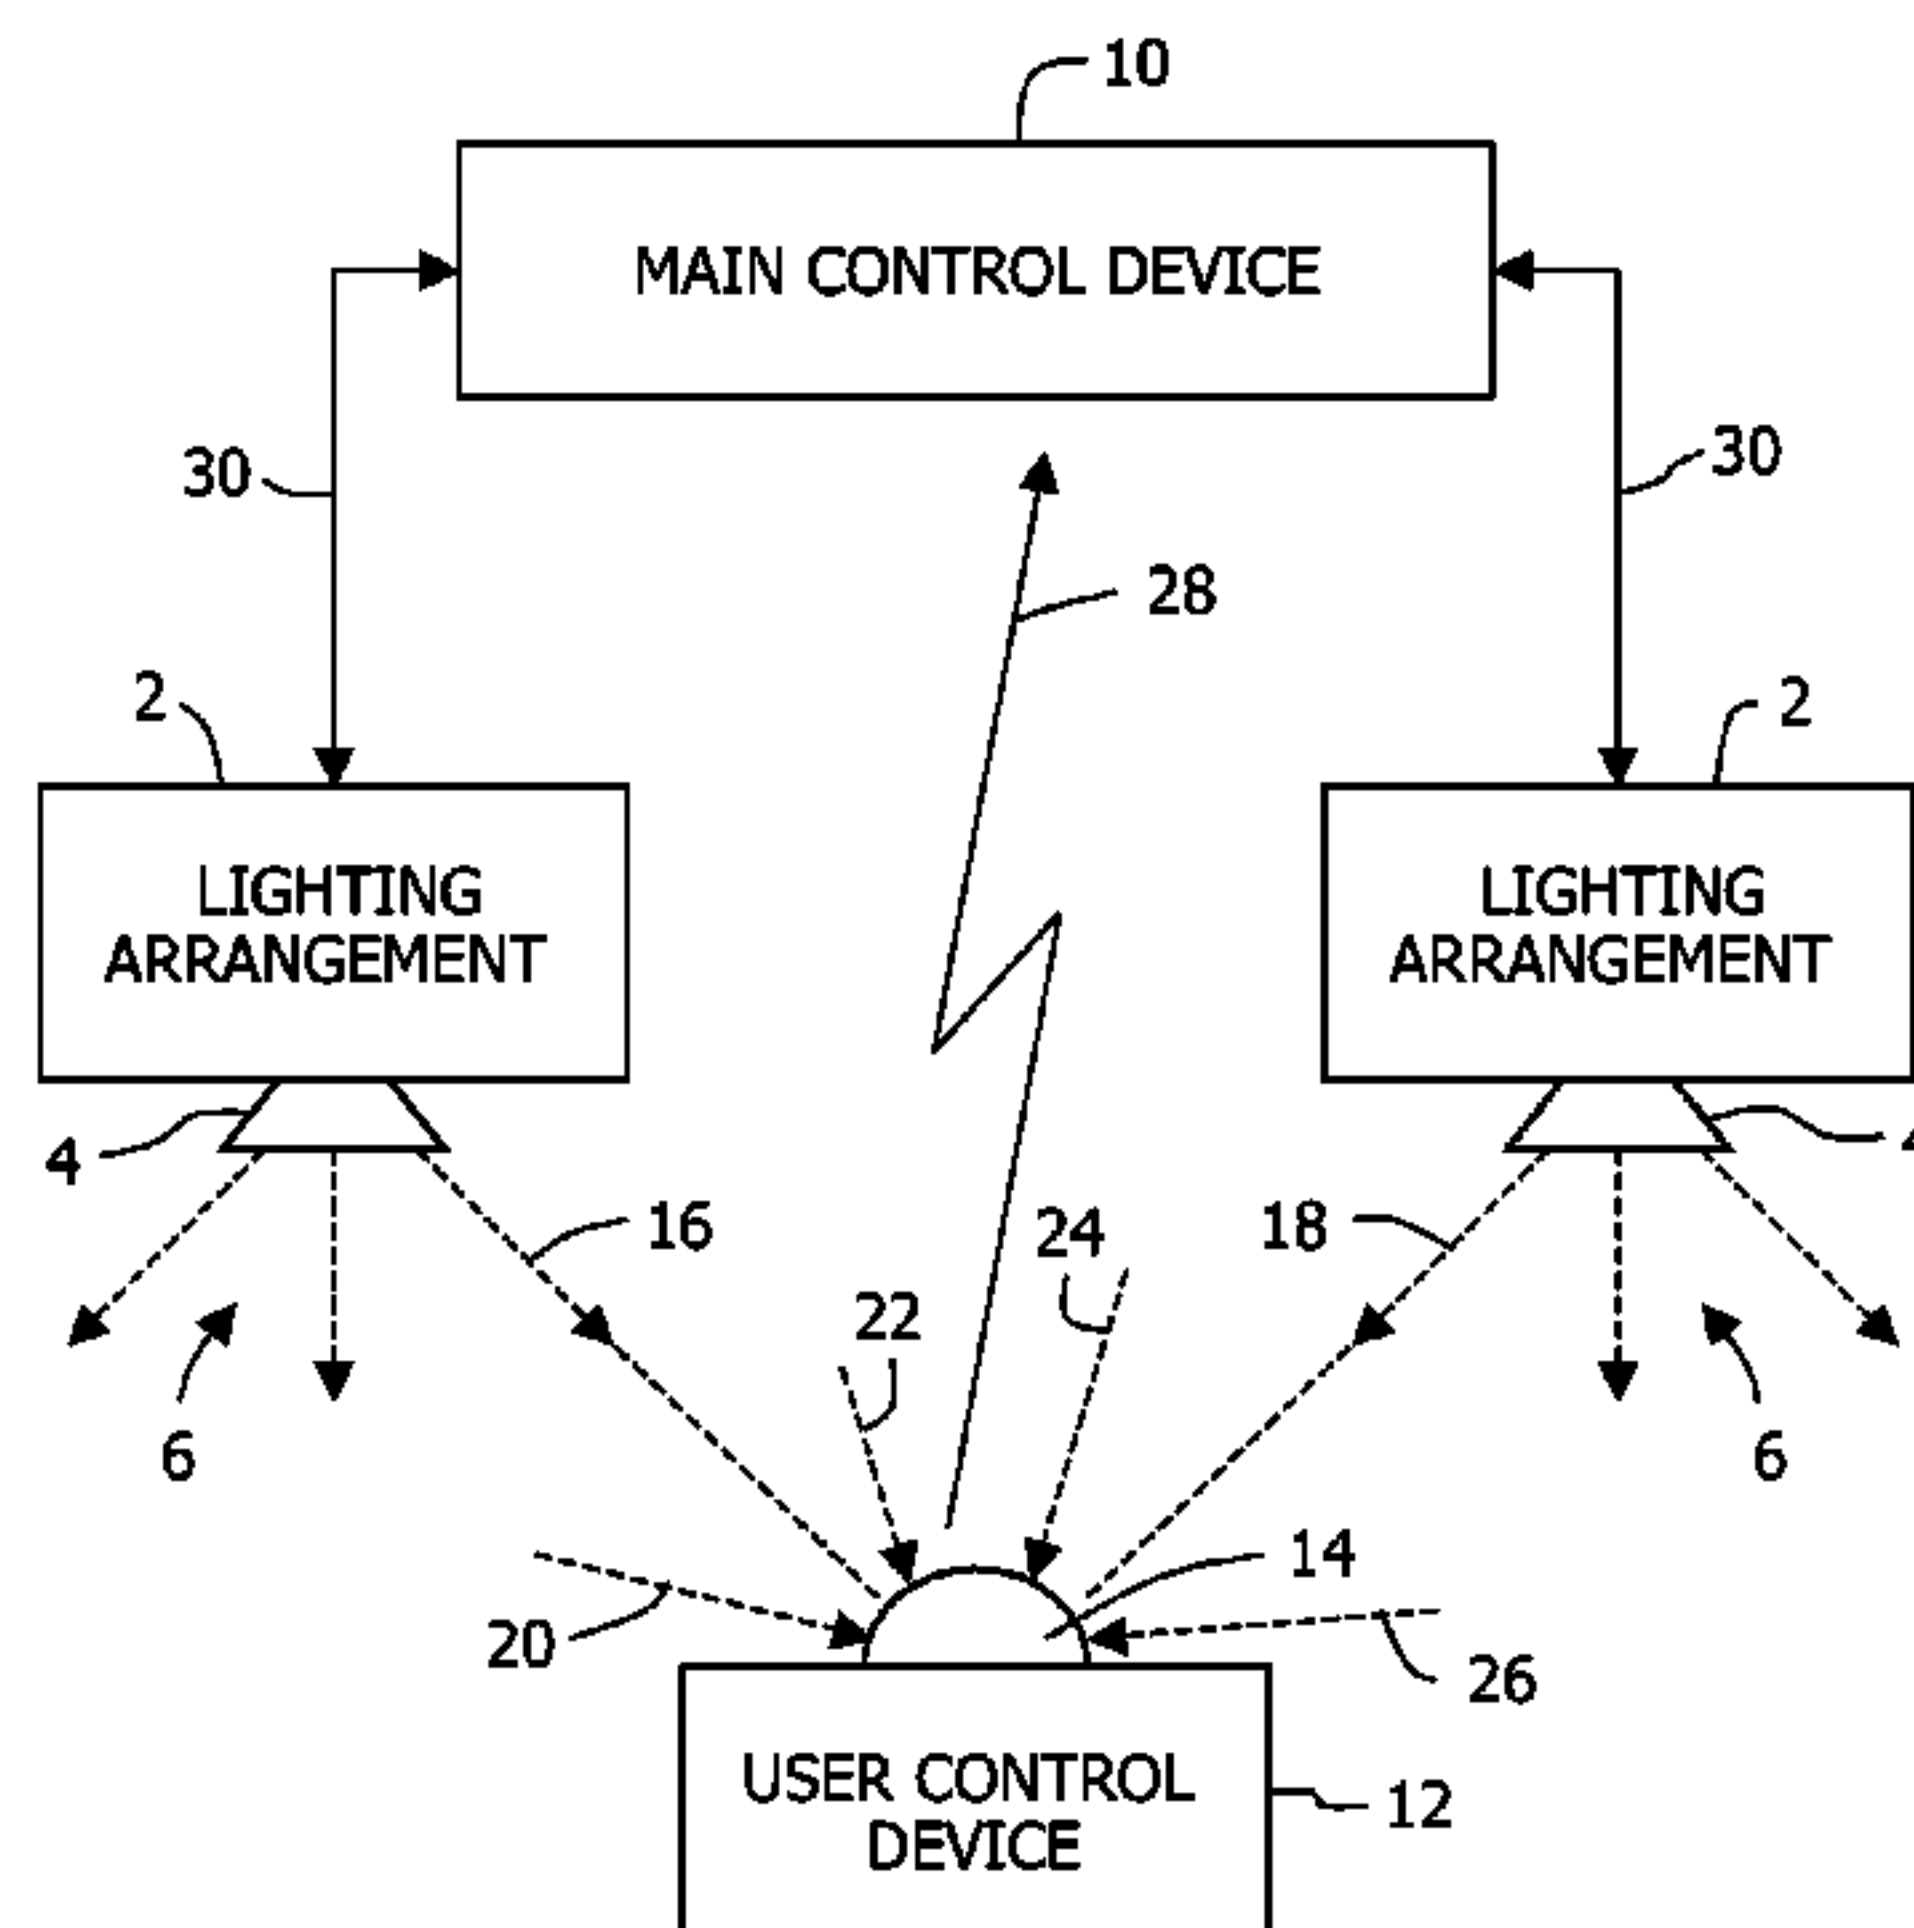 10
MAIN CONTROL DEVICE
30
30
28
2
2
LIGHTING
ARRANGEMENT
LIGHTING
ARRANGEMENT
4
16
24
18
22
6
6
14
20
26
USER CONTROL
DEVICE
12